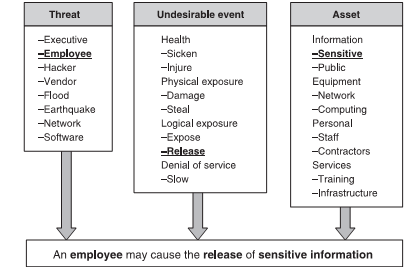 Threat
–Executive
–Employee
–Hacker
–Vendor
–Flood
–Earthquake
–Network
–Software
Undesirable event
Health
–Sicken
–Injure
Physical exposure
–Damage
–Steal
Logical exposure
–Expose
–Release
Denial of service
–Slow
Asset
Information
–Sensitive
–Public
Equipment
–Network
–Computing
Personal
–Staff
–Contractors
Services
–Training
–Infrastructure
An employee may cause the release of sensitive information